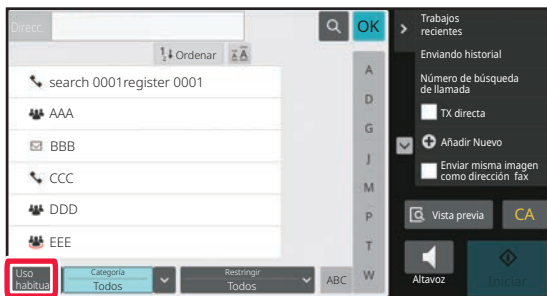 Direcc.
OK
1 2 Ordenar
A A
search 0001register 0001
AAA
BBB
CCC
DDD
EEE
A
D
G
J
M
P
T
W
Uso
habitua
Categoría
Todos
Restringir
Todos
ABC
Trabajos
recientes
Enviando historial
Número de búsqueda
de llamada
TX directa
Añadir Nuevo
Enviar misma imagen
como dirección fax
Vista previa
CA
Altavoz
Iniciar